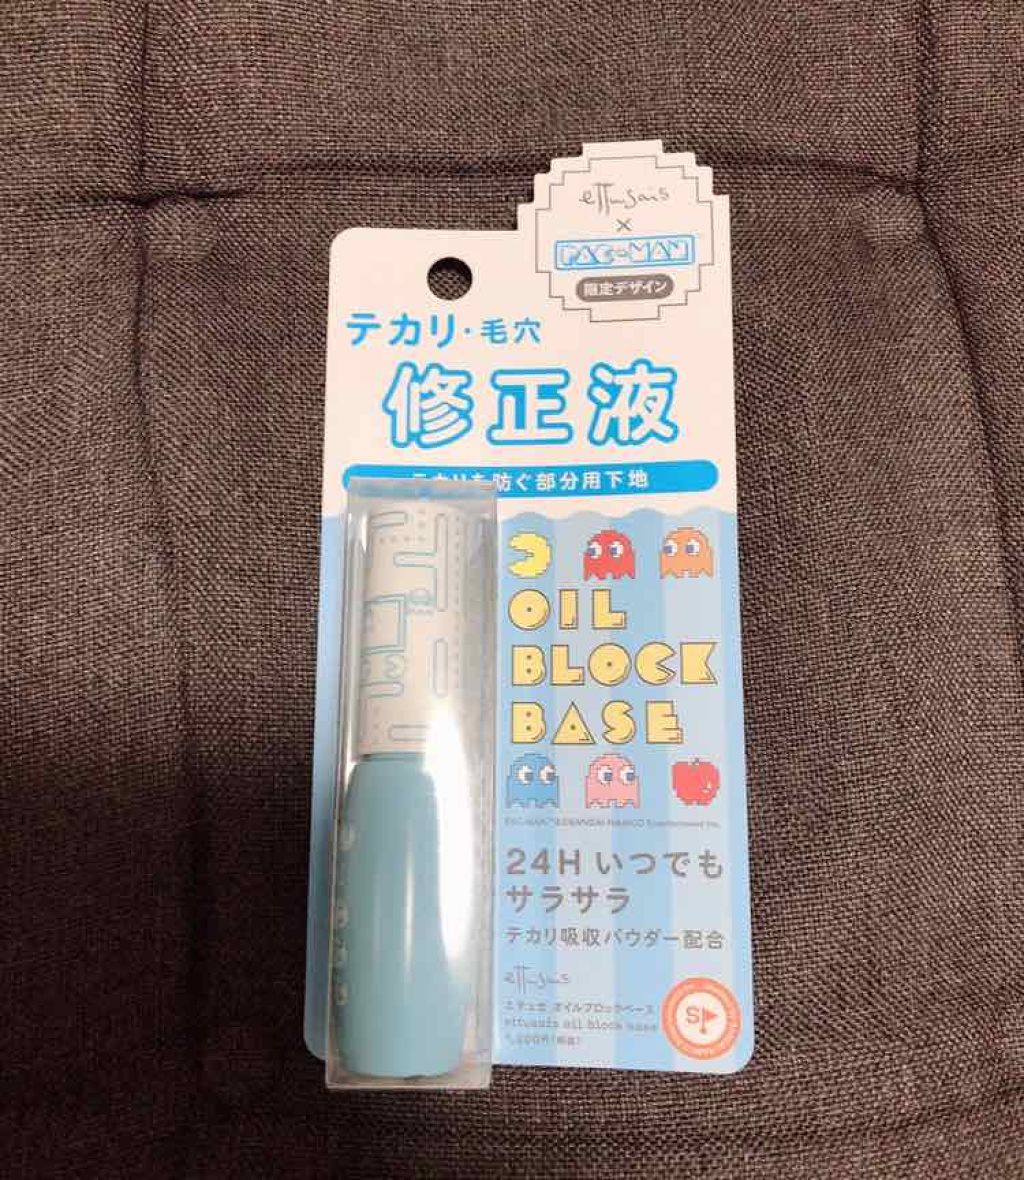 ettusais
×
PAC-MAN
限定デザイン
テカリ・毛穴
修正液
テカリを防ぐ部分用下地
OIL
BLOCK
BASE
24H いつでも
サラサラ
テカリ吸収パウダー配合
ettusais
エテュセ オイルブロックベース
ettusais oil block base
S